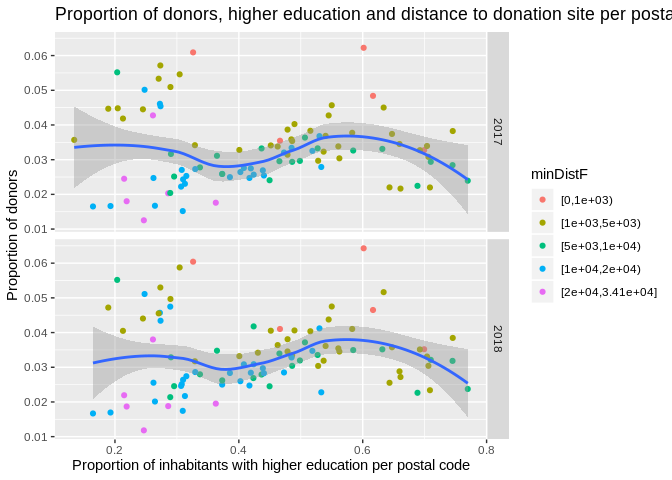 Proportion of donors, higher education and distance to donation site per posta
Proportion of donors
0.06
0.05
0.04
0.03
0.02
0.01
2017
0.06
0.05
0.04
0.03
0.02
0.01
2018
0.2
0.4
0.6
0.8
Proportion of inhabitants with higher education per postal code
minDistF
[0,1e+03)
[1e+03,5e+03)
[5e+03,1e+04)
[1e+04,2e+04)
[2e+04,3.41e+04]